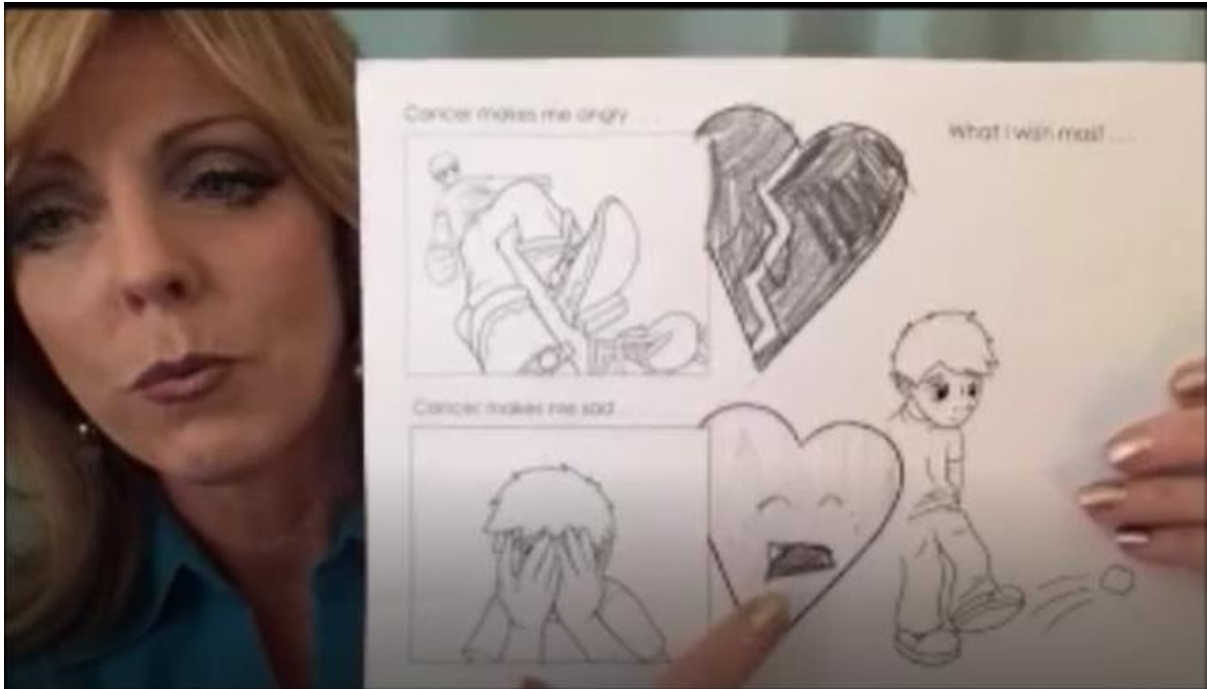 Cancer makes me angry . . .
What I wish most . . .
Cancer makes me sad . . .